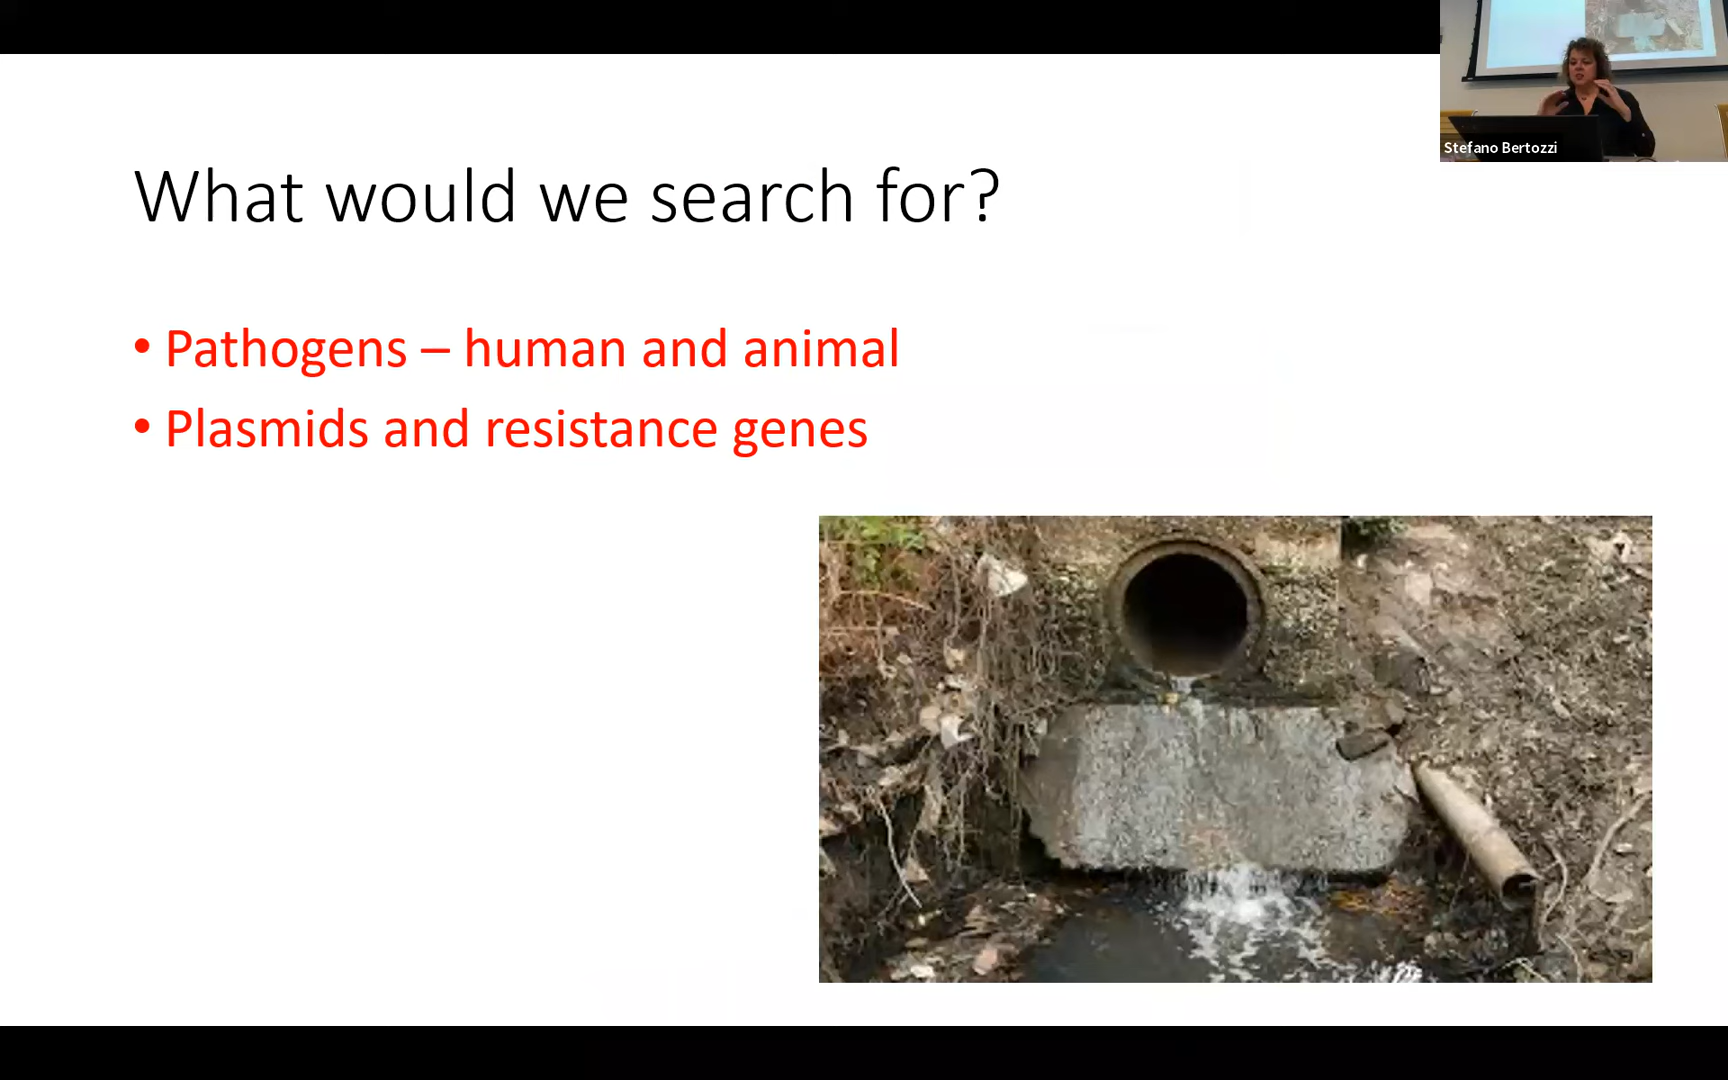 Stefano Bertozzi
What would we search for?
• Pathogens – human and animal
• Plasmids and resistance genes